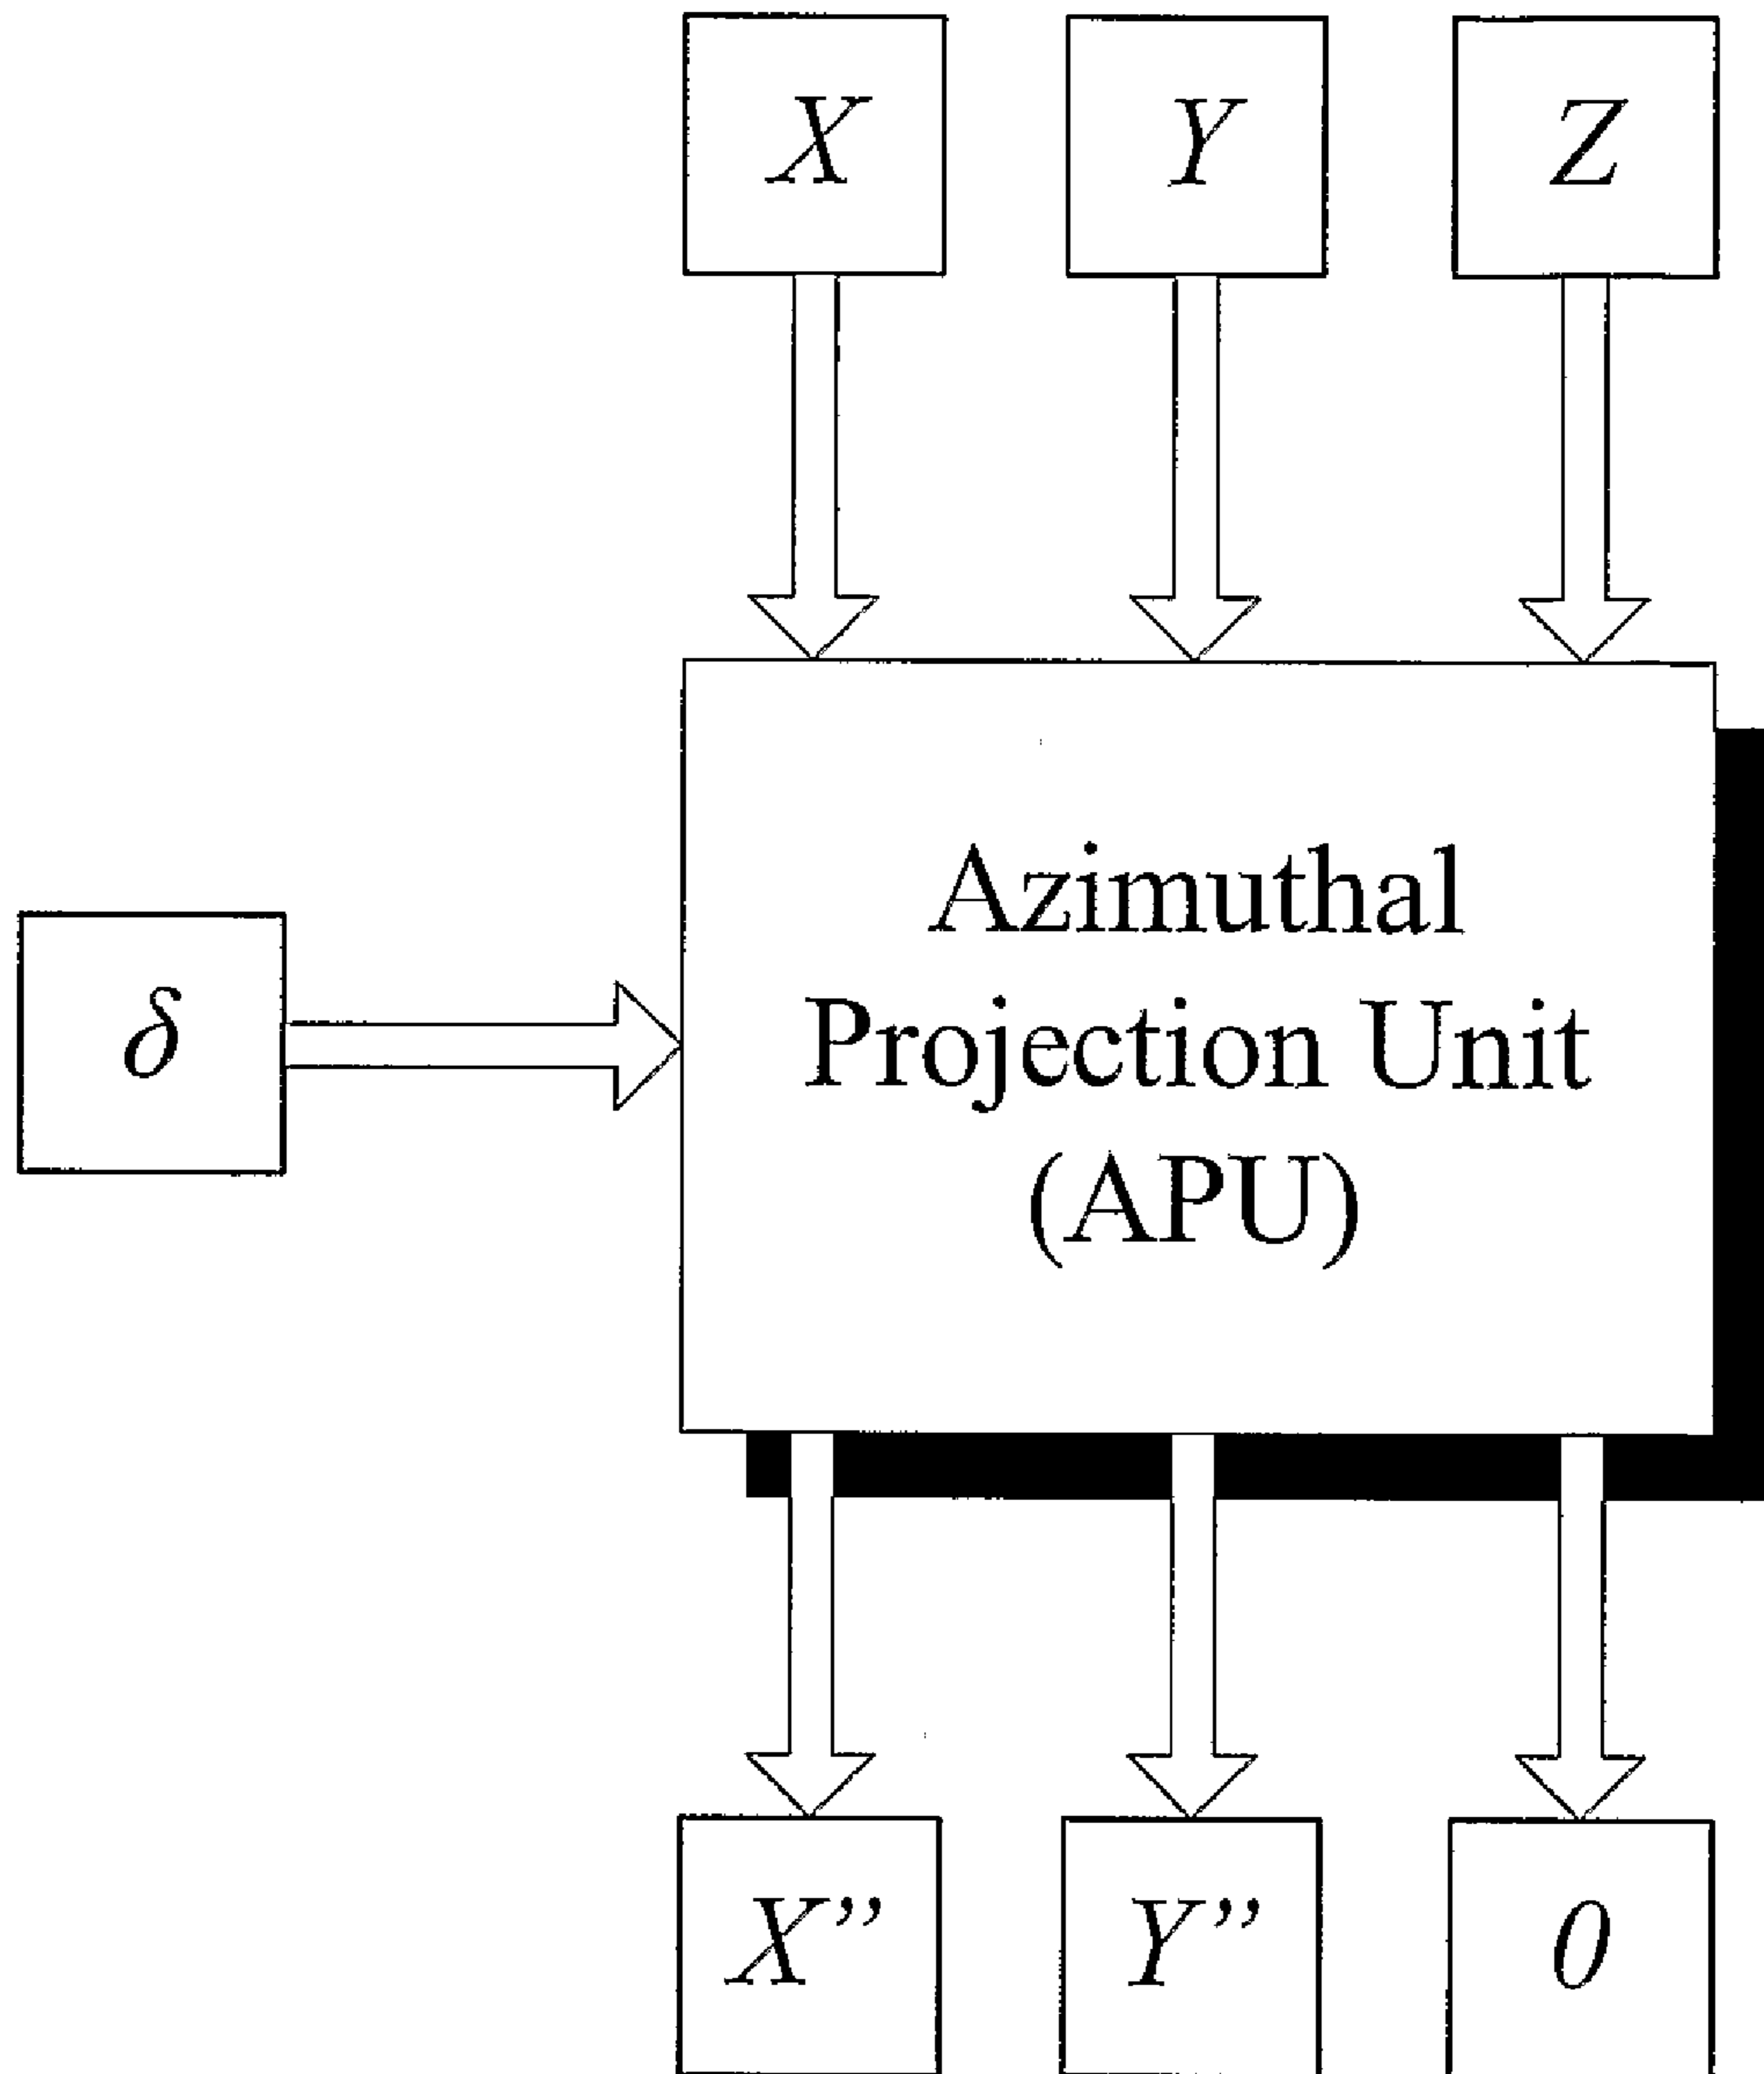 X Y Z
Azimuthal
δ Projection Unit
(APU)
X” Y” 0